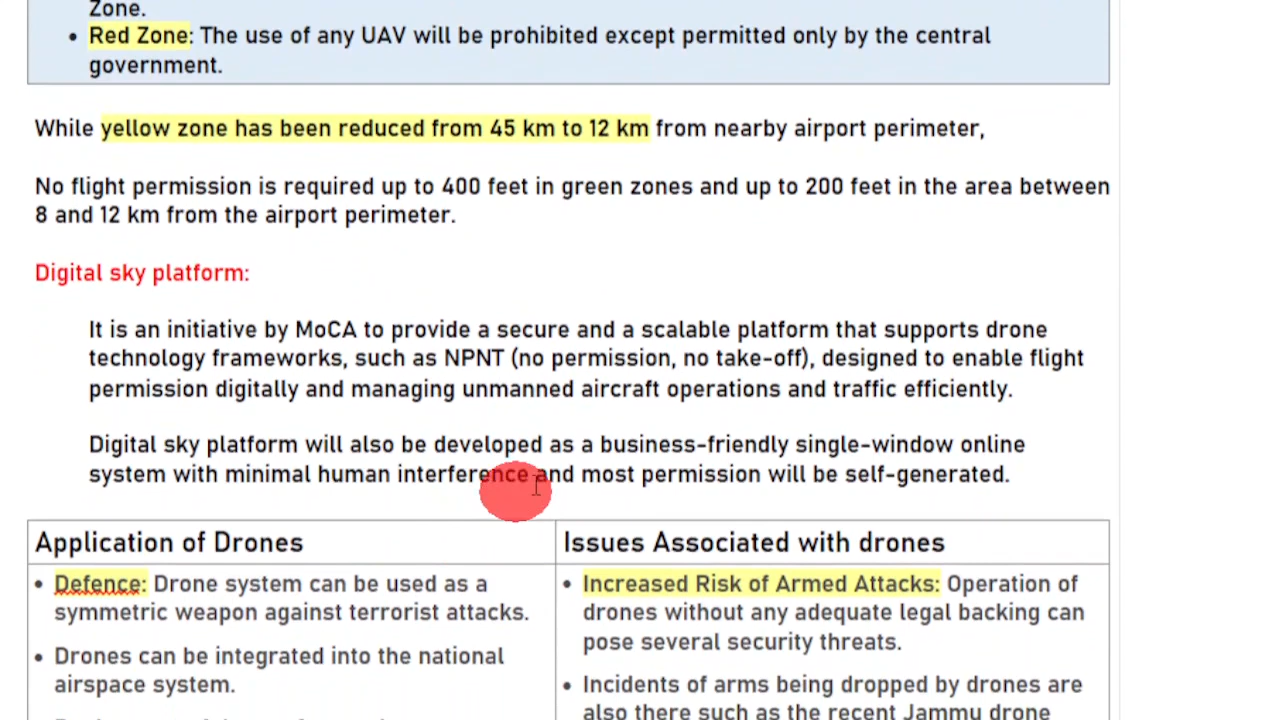 Zone.
• Red Zone: The use of any UAV will be prohibited except permitted only by the central
government.
While yellow zone has been reduced from 45 km to 12 km from nearby airport perimeter,
No flight permission is required up to 400 feet in green zones and up to 200 feet in the area between
8 and 12 km from the airport perimeter.
Digital sky platform:
It is an initiative by MoCA to provide a secure and a scalable platform that supports drone
technology frameworks, such as NPNT (no permission, no take-off), designed to enable flight
permission digitally and managing unmanned aircraft operations and traffic efficiently.
Digital sky platform will also be developed as a business-friendly single-window online
system with minimal human interference and most permission will be self-generated.
Application of Drones
• Defence: Drone system can be used as a
symmetric weapon against terrorist attacks.
• Drones can be integrated into the national
airspace system.
Issues Associated with drones
• Increased Risk of Armed Attacks: Operation of
drones without any adequate legal backing can
pose several security threats.
• Incidents of arms being dropped by drones are
also there such as the recent Jammu drone